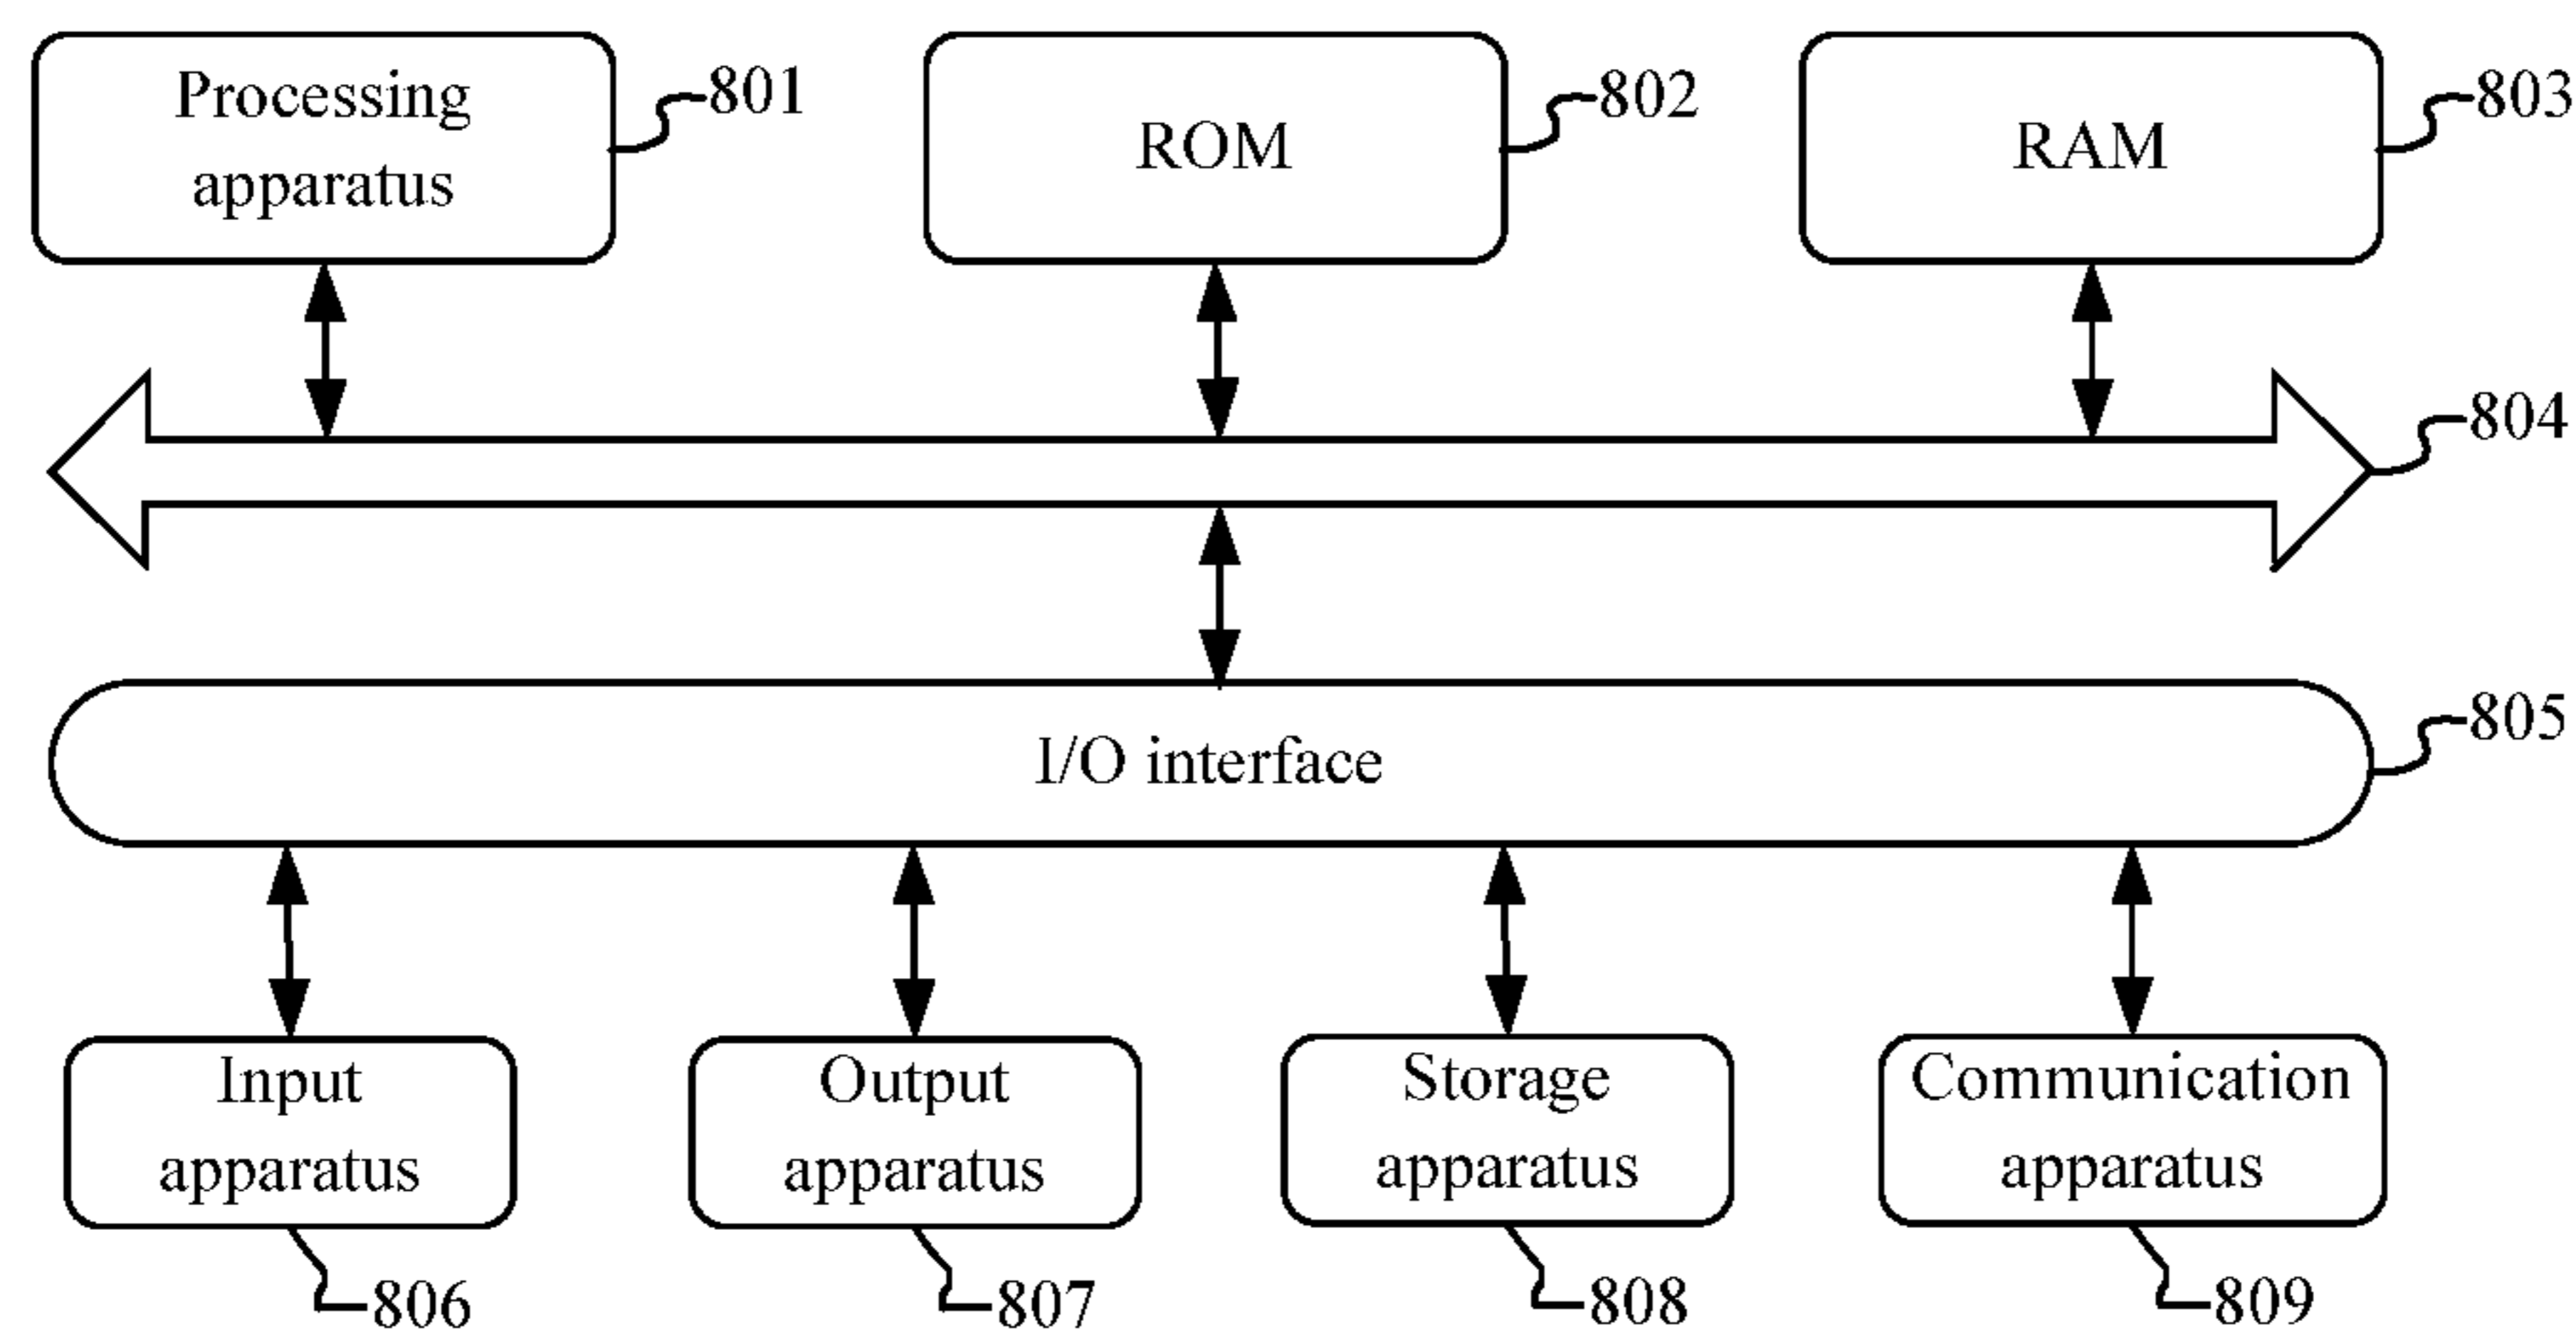 Processing
apparatus
801
ROM
802
RAM
803
804
I/O interface
805
Input
apparatus
806
Output
apparatus
807
Storage
apparatus
808
Communication
apparatus
809